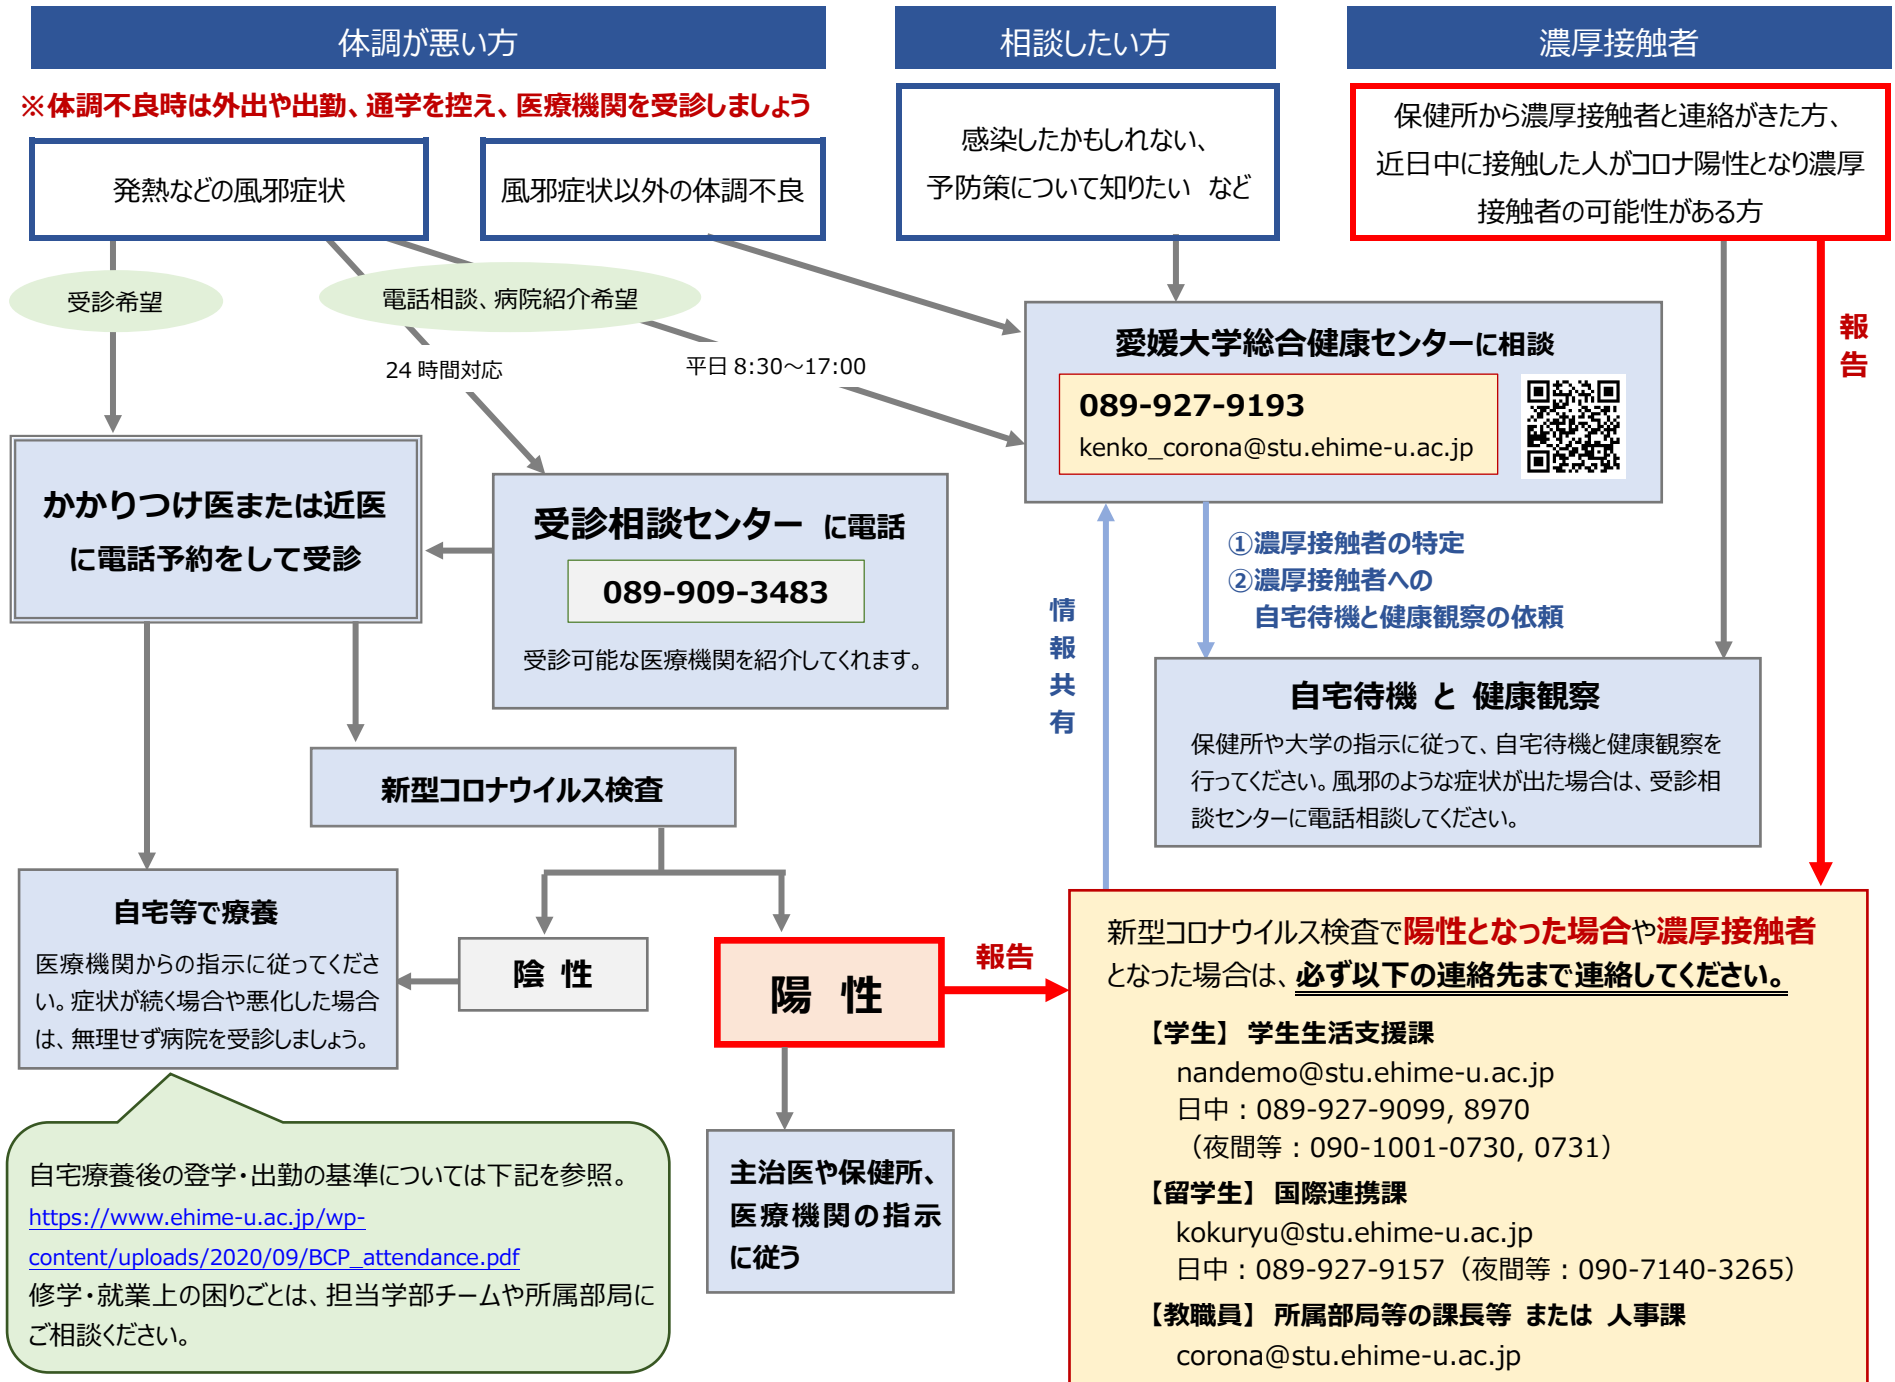 体調が悪い方
相談したい方
濃厚接触者
※体調不良時は外出や出勤、通学を控え、医療機関を受診しましょう
発熱などの風邪症状
風邪症状以外の体調不良
感染したかもしれない、
予防策について知りたい など
保健所から濃厚接触者と連絡がきた方、
近日中に接触した人がコロナ陽性となり濃厚
接触者の可能性がある方
受診希望
電話相談、病院紹介希望
24 時間対応
平日 8:30～17:00
報告
愛媛大学総合健康センターに相談
089-927-9193
kenko_corona@stu.ehime-u.ac.jp
かかりつけ医または近医
に電話予約をして受診
受診相談センター に電話
089-909-3483
受診可能な医療機関を紹介してくれます。
①濃厚接触者の特定
②濃厚接触者への
自宅待機と健康観察の依頼
情報共有
自宅待機 と 健康観察
保健所や大学の指示に従って、自宅待機と健康観察を
行ってください。風邪のような症状が出た場合は、受診相
談センターに電話相談してください。
新型コロナウイルス検査
自宅等で療養
医療機関からの指示に従ってくださ
い。症状が続く場合や悪化した場合
は、無理せず病院を受診しましょう。
陰 性
陽 性
報告
主治医や保健所、
医療機関の指示
に従う
自宅療養後の登学・出勤の基準については下記を参照。
https://www.ehime-u.ac.jp/wp-
content/uploads/2020/09/BCP_attendance.pdf
修学・就業上の困りごとは、担当学部チームや所属部局に
ご相談ください。
新型コロナウイルス検査で陽性となった場合や濃厚接触者
となった場合は、必ず以下の連絡先まで連絡してください。
【学生】 学生生活支援課
nandemo@stu.ehime-u.ac.jp
日中：089-927-9099, 8970
（夜間等：090-1001-0730, 0731）
【留学生】 国際連携課
kokuryu@stu.ehime-u.ac.jp
日中：089-927-9157（夜間等：090-7140-3265）
【教職員】 所属部局等の課長等 または 人事課
corona@stu.ehime-u.ac.jp